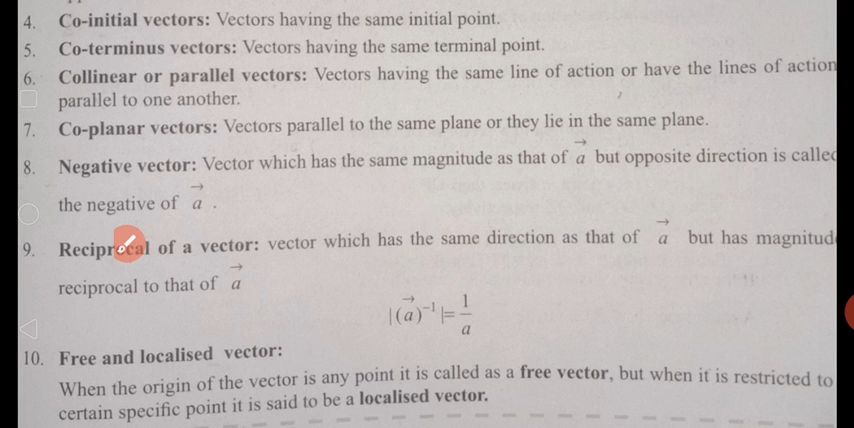 4. Co-initial vectors: Vectors having the same initial point.
5. Co-terminus vectors: Vectors having the same terminal point.
6. Collinear or parallel vectors: Vectors having the same line of action or have the lines of action
parallel to one another.
7. Co-planar vectors: Vectors parallel to the same plane or they lie in the same plane.
8. Negative vector: Vector which has the same magnitude as that of a⃗ but opposite direction is called
the negative of a⃗ .
9. Reciprocal of a vector: vector which has the same direction as that of a⃗ but has magnitude
reciprocal to that of a⃗
|(a⃗)⁻¹|= 1/a
10. Free and localised vector:
When the origin of the vector is any point it is called as a free vector, but when it is restricted to
certain specific point it is said to be a localised vector.